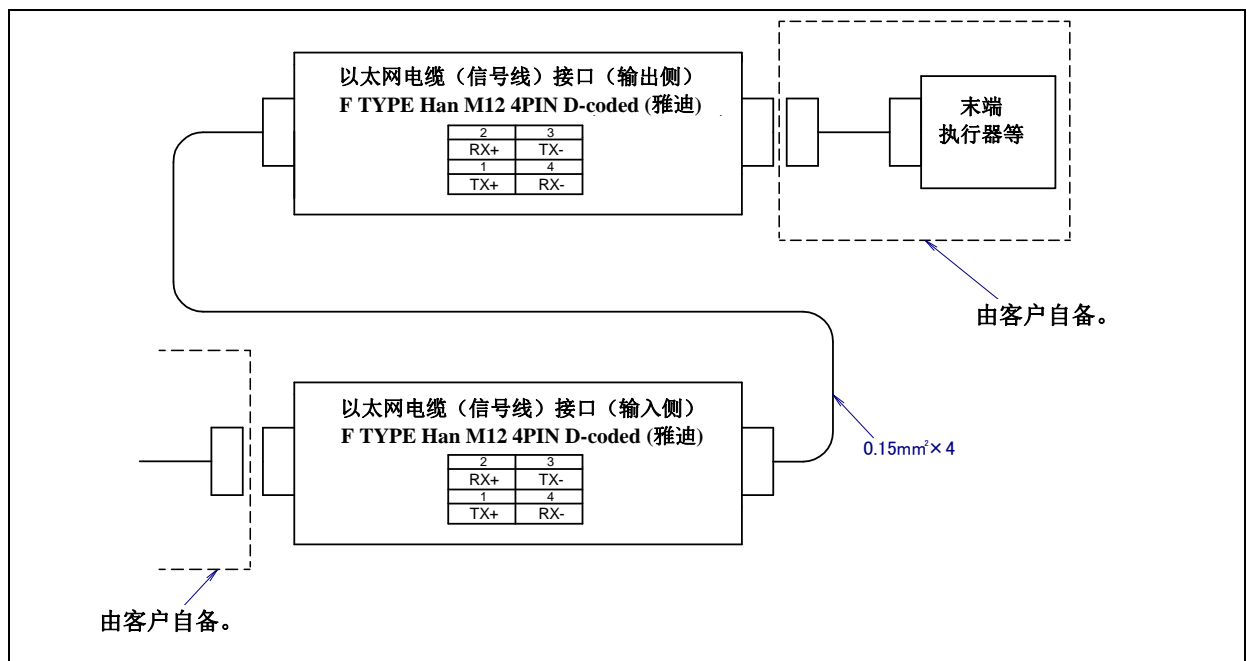 以太网电缆（信号线）接口（输出侧）
F TYPE Han M12 4PIN D-coded (雅迪)
2 3
RX+ TX-
1 4
TX+ RX-
末端
执行器等
由客户自备。
以太网电缆（信号线）接口（输入侧）
F TYPE Han M12 4PIN D-coded (雅迪)
2 3
RX+ TX-
1 4
TX+ RX-
0.15mm²×4
由客户自备。